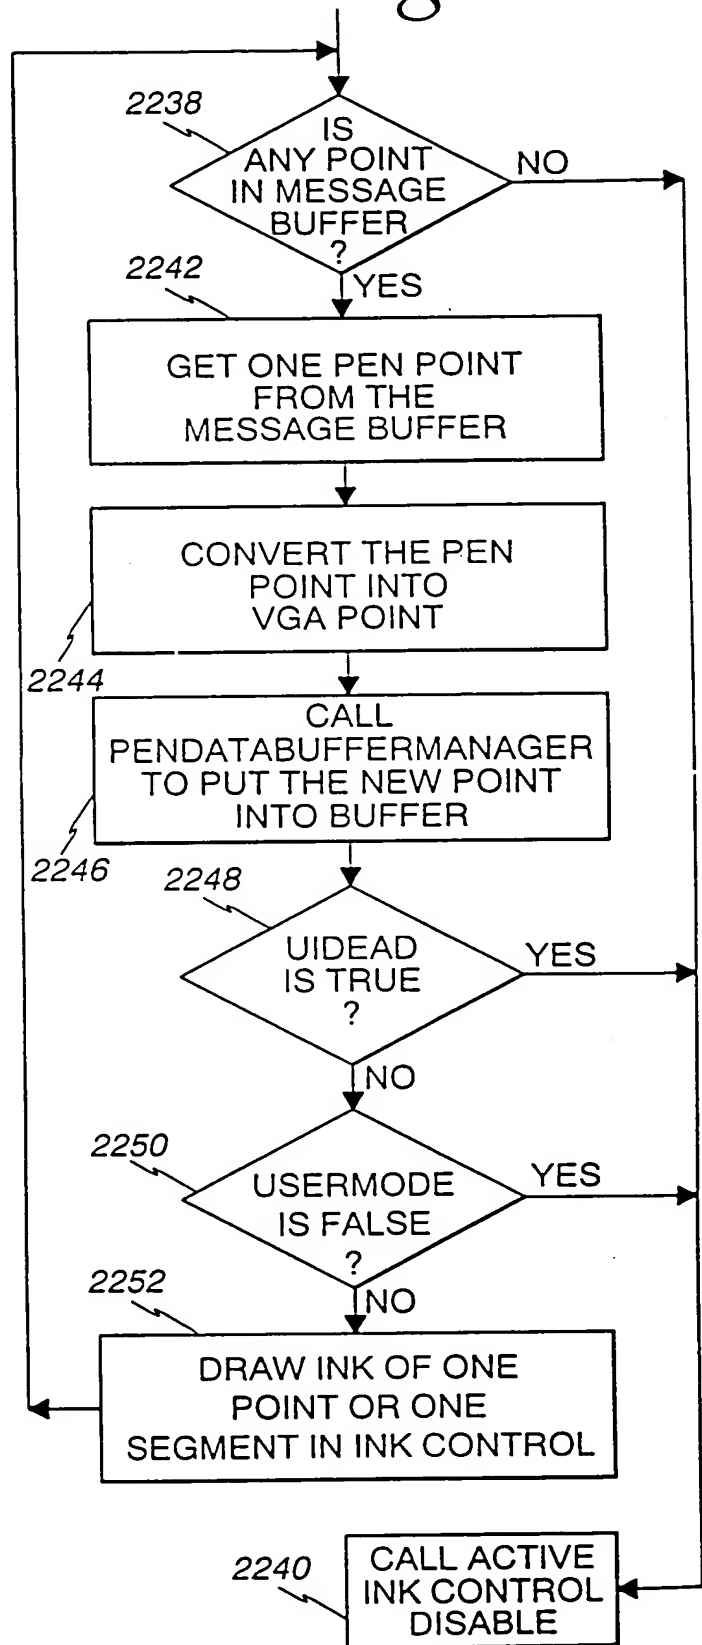 2238
IS
ANY POINT
IN MESSAGE
BUFFER
?
NO
YES
2242
GET ONE PEN POINT
FROM THE
MESSAGE BUFFER
CONVERT THE PEN
POINT INTO
VGA POINT
2244
CALL
PENDATABUFFERMANAGER
TO PUT THE NEW POINT
INTO BUFFER
2246
2248
UIDEAD
IS TRUE
?
YES
NO
2250
USERMODE
IS FALSE
?
YES
NO
2252
DRAW INK OF ONE
POINT OR ONE
SEGMENT IN INK CONTROL
2240
CALL ACTIVE
INK CONTROL
DISABLE